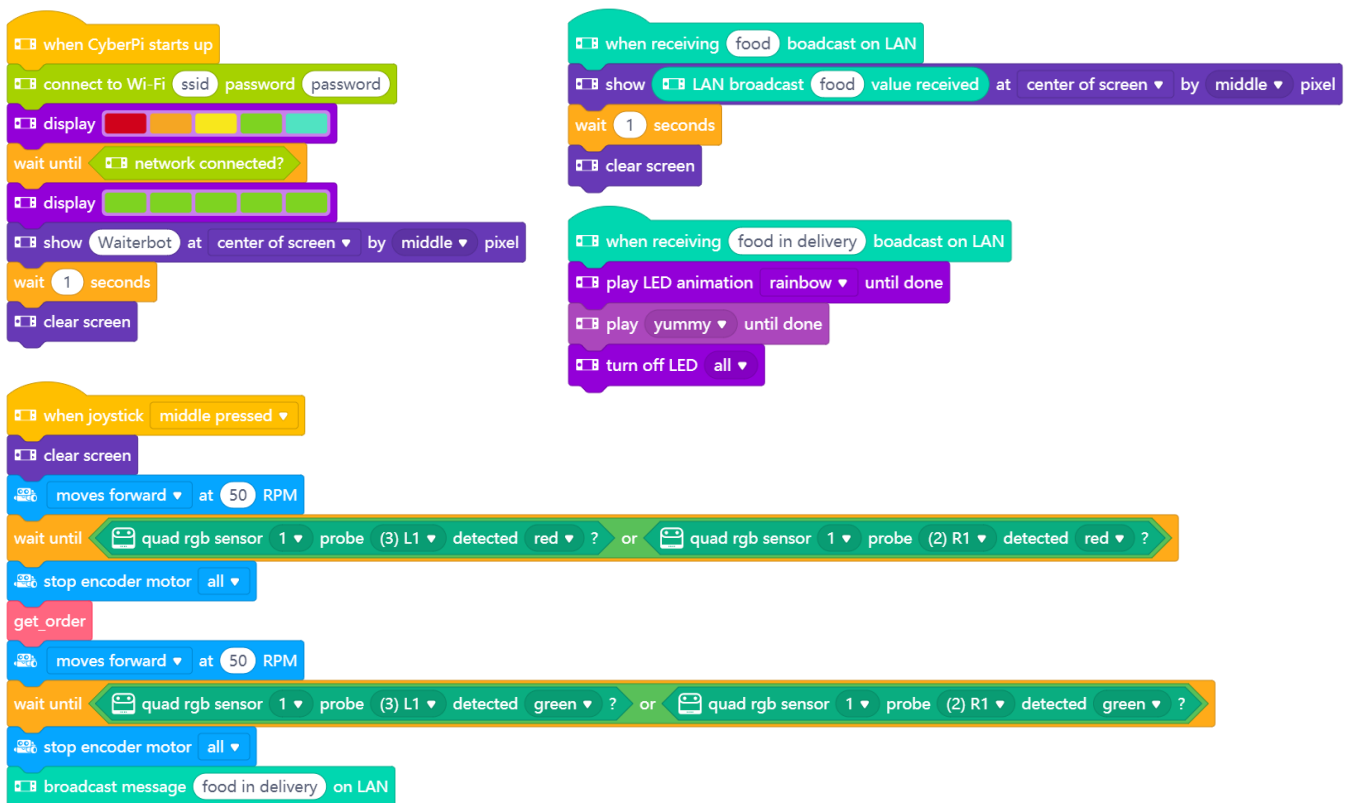 when CyberPi starts up
connect to Wi-Fi ssid password password
display
wait until network connected?
display
show Waiterbot at center of screen by middle pixel
wait 1 seconds
clear screen
when receiving food boadcast on LAN
show LAN broadcast food value received at center of screen by middle pixel
wait 1 seconds
clear screen
when receiving food in delivery boadcast on LAN
play LED animation rainbow until done
play yummy until done
turn off LED all
when joystick middle pressed
clear screen
moves forward at 50 RPM
wait until quad rgb sensor 1 probe (3) L1 detected red ? or quad rgb sensor 1 probe (2) R1 detected red ?
stop encoder motor all
get_order
moves forward at 50 RPM
wait until quad rgb sensor 1 probe (3) L1 detected green ? or quad rgb sensor 1 probe (2) R1 detected green ?
stop encoder motor all
broadcast message food in delivery on LAN